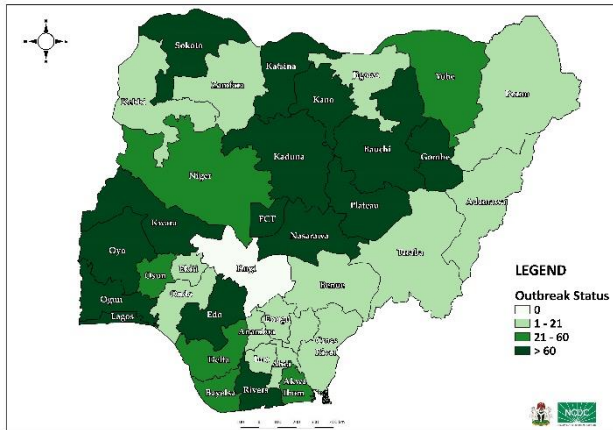 Sokoto
Katsina
Jigawa
Yobe
Borno
Zamfara
Kebbi
Kano
Kaduna
Bauchi
Gombe
Niger
Adamawa
Plateau
FCT
Kwara
Nasarawa
Taraba
Oyo
Kogi
Osun
Ekiti
Benue
Ondo
Ogun
Edo
Enugu
Lagos
Anambra
Cross
River
Delta
Imo
Abia
Akwa
Ibom
Rivers
Bayelsa
LEGEND
Outbreak Status
0
1 - 21
21 - 60
> 60
NCDC